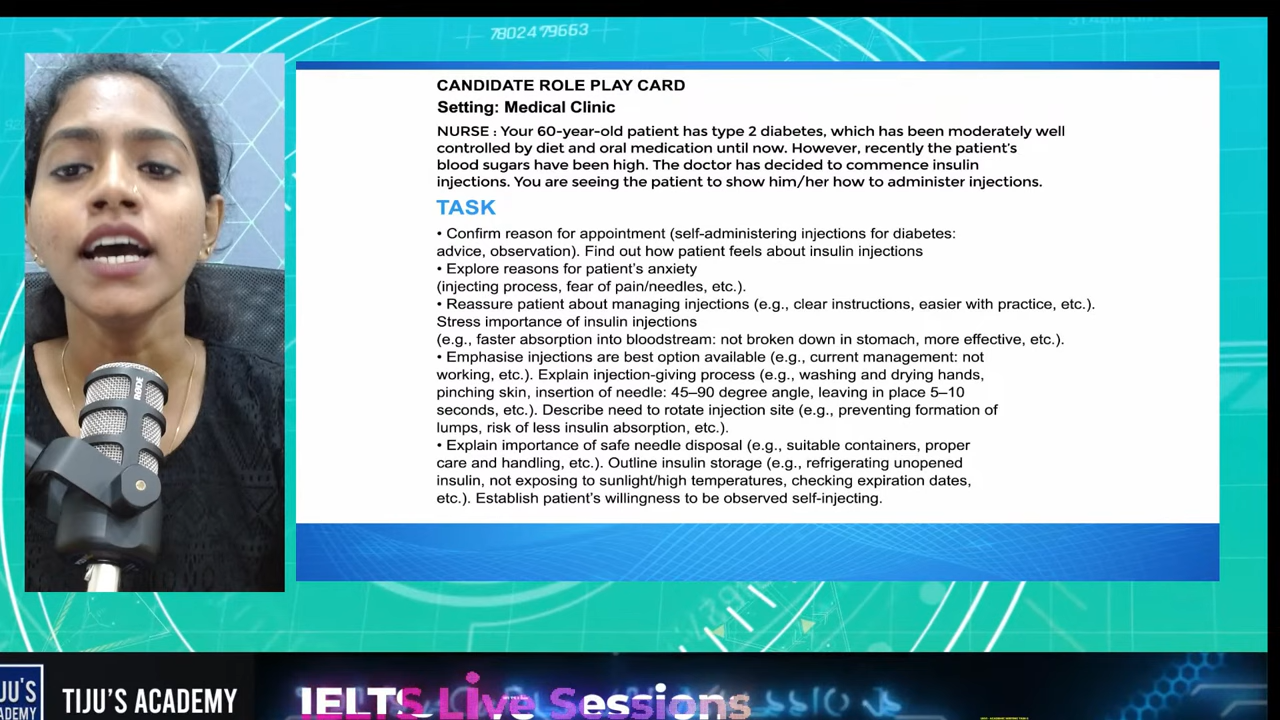 7802479663
CANDIDATE ROLE PLAY CARD
Setting: Medical Clinic
NURSE : Your 60-year-old patient has type 2 diabetes, which has been moderately well
controlled by diet and oral medication until now. However, recently the patient's
blood sugars have been high. The doctor has decided to commence insulin
injections. You are seeing the patient to show him/her how to administer injections.
TASK
• Confirm reason for appointment (self-administering injections for diabetes:
advice, observation). Find out how patient feels about insulin injections
• Explore reasons for patient's anxiety
(injecting process, fear of pain/needles, etc.).
• Reassure patient about managing injections (e.g., clear instructions, easier with practice, etc.).
Stress importance of insulin injections
(e.g., faster absorption into bloodstream: not broken down in stomach, more effective, etc.).
• Emphasise injections are best option available (e.g., current management: not
working, etc.). Explain injection-giving process (e.g., washing and drying hands,
pinching skin, insertion of needle: 45–90 degree angle, leaving in place 5–10
seconds, etc.). Describe need to rotate injection site (e.g., preventing formation of
lumps, risk of less insulin absorption, etc.).
• Explain importance of safe needle disposal (e.g., suitable containers, proper
care and handling, etc.). Outline insulin storage (e.g., refrigerating unopened
insulin, not exposing to sunlight/high temperatures, checking expiration dates,
etc.). Establish patient's willingness to be observed self-injecting.
RODE
TIJU'S ACADEMY
IELTS Live Sessions